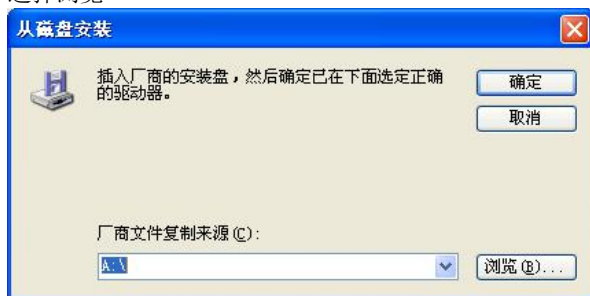 从磁盘安装
插入厂商的安装盘，然后确定已在下面选定正确
的驱动器。
确定
取消
厂商文件复制来源(C):
A:\
浏览(B)...